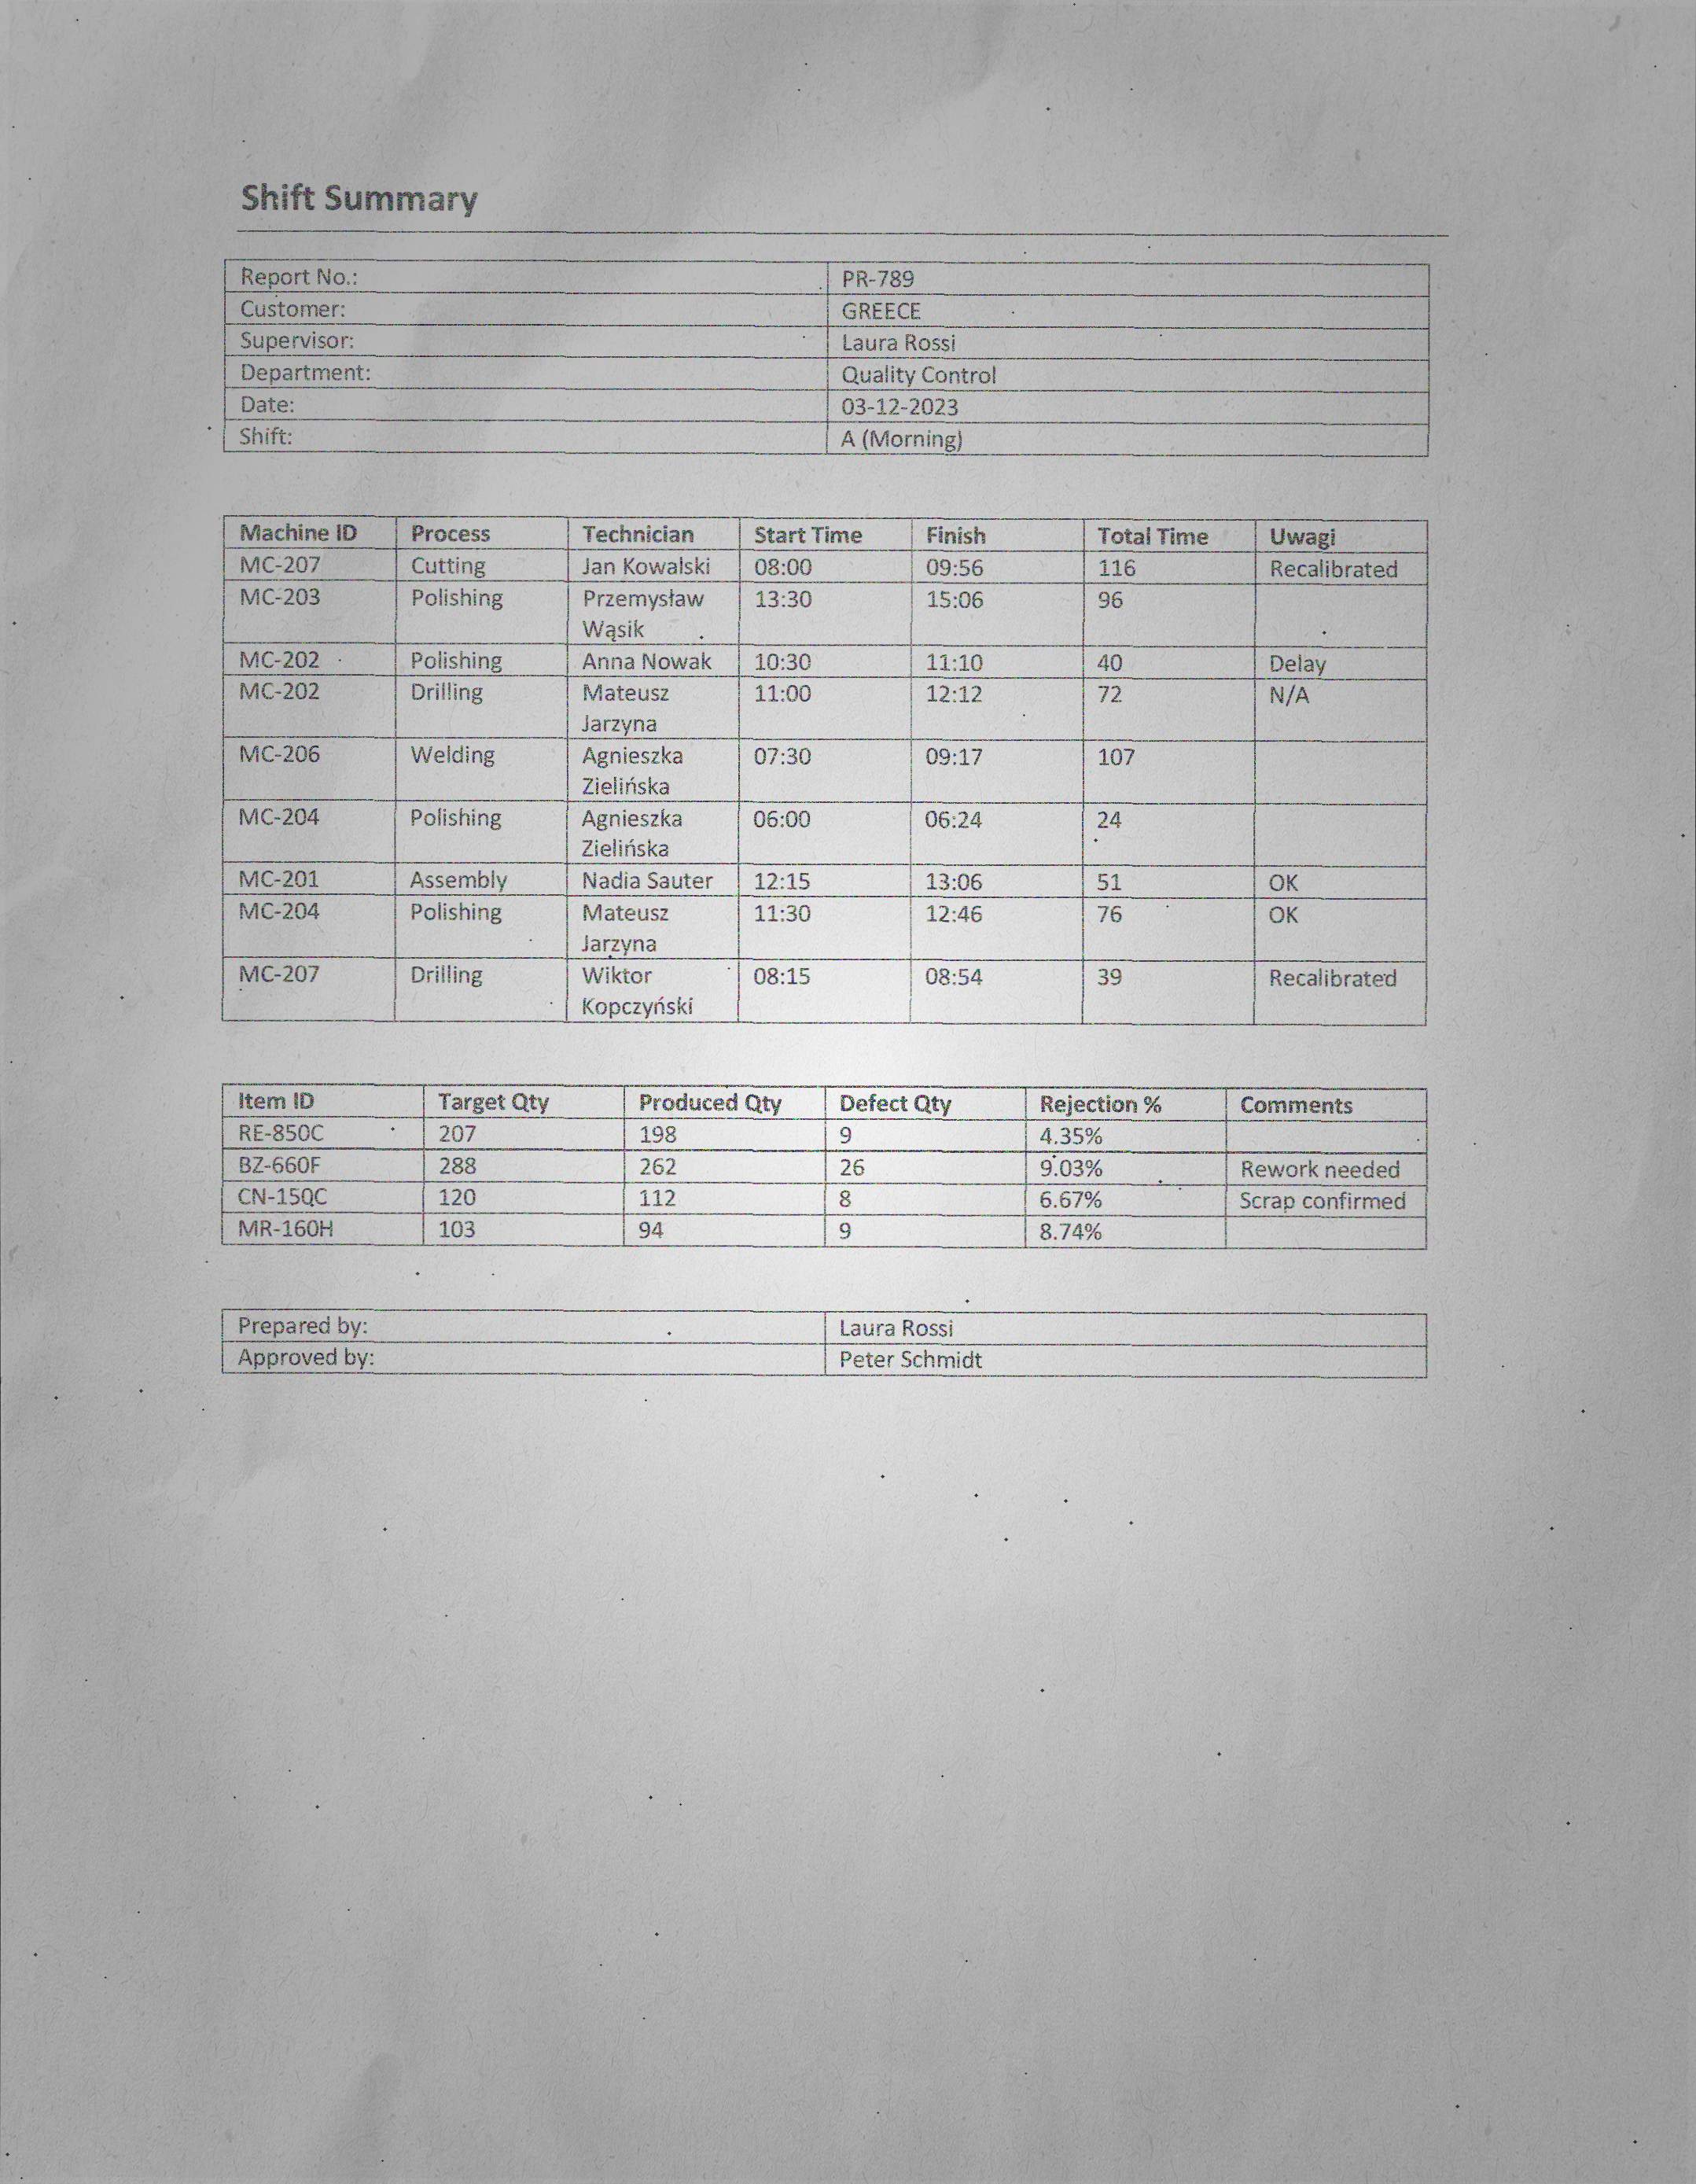 Shift Summary
Report No.: PR-789
Customer: GREECE
Supervisor: Laura Rossi
Department: Quality Control
Date: 03-12-2023
Shift: A (Morning)
Machine ID Process Technician Start Time Finish Total Time Uwagi
MC-207 Cutting Jan Kowalski 08:00 09:56 116 Recalibrated
MC-203 Polishing Przemysław 13:30 15:06 96
Wąsik
MC-202 Polishing Anna Nowak 10:30 11:10 40 Delay
MC-202 Drilling Mateusz 11:00 12:12 72 N/A
Jarzyna
MC-206 Welding Agnieszka 07:30 09:17 107
Zielińska
MC-204 Polishing Agnieszka 06:00 06:24 24
Zielińska
MC-201 Assembly Nadia Sauter 12:15 13:06 51 OK
MC-204 Polishing Mateusz 11:30 12:46 76 OK
Jarzyna
MC-207 Drilling Wiktor 08:15 08:54 39 Recalibrated
Kopczyński
Item ID Target Qty Produced Qty Defect Qty Rejection % Comments
RE-850C 207 198 9 4.35%
BZ-660F 288 262 26 9.03% Rework needed
CN-150C 120 112 8 6.67% Scrap confirmed
MR-160H 103 94 9 8.74%
Prepared by: Laura Rossi
Approved by: Peter Schmidt